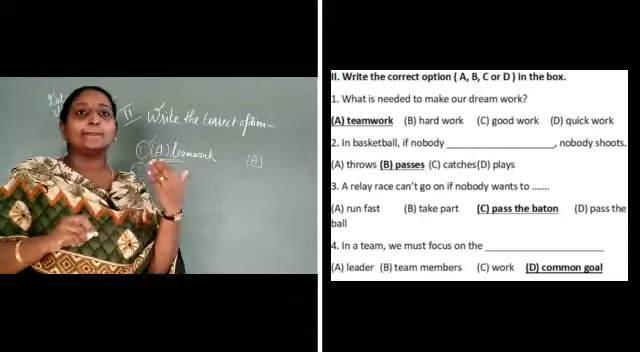 II Write the correct option:-
① (A) teamwork [A]
II. Write the correct option ( A, B, C or D ) in the box.
1. What is needed to make our dream work?
(A) teamwork (B) hard work (C) good work (D) quick work
2. In basketball, if nobody ____________________, nobody shoots.
(A) throws (B) passes (C) catches(D) plays
3. A relay race can't go on if nobody wants to .......
(A) run fast (B) take part (C) pass the baton (D) pass the
ball
4. In a team, we must focus on the ______________________
(A) leader (B) team members (C) work (D) common goal